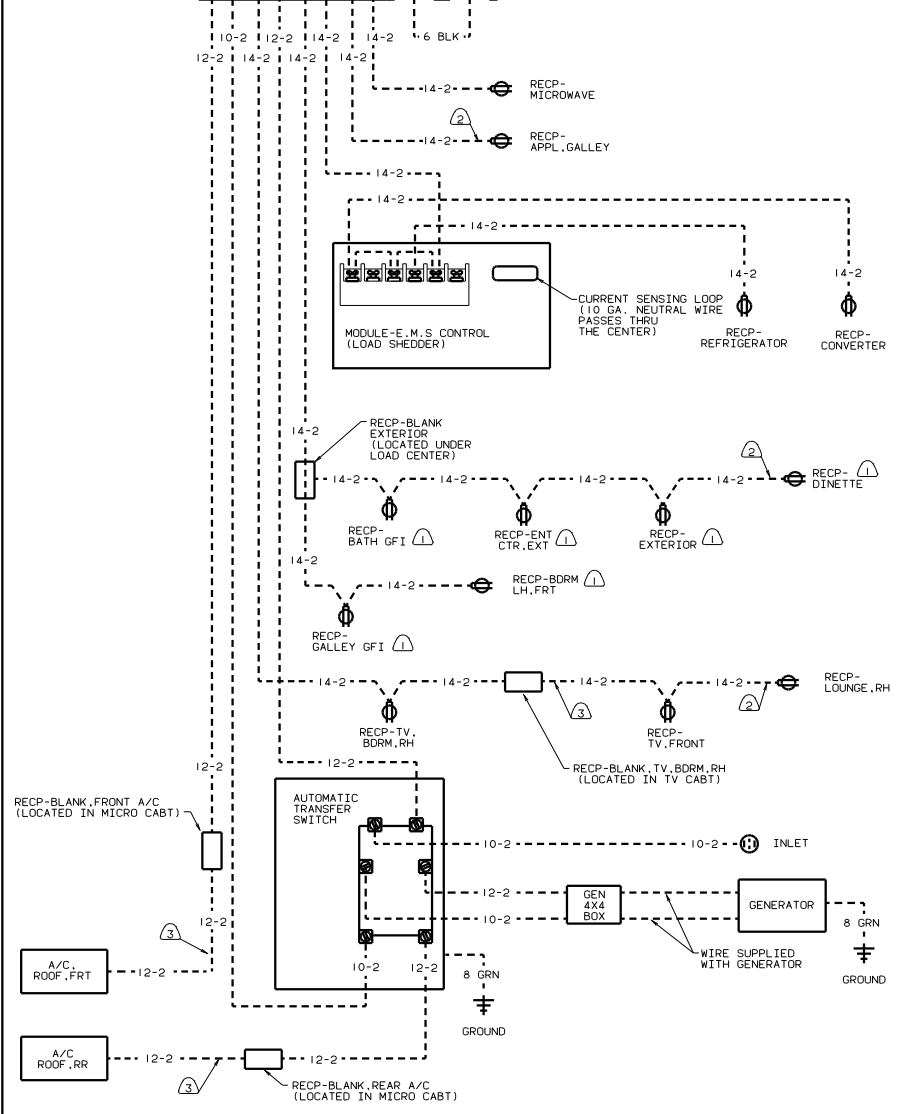 10-2 12-2 14-2 14-2 6 BLK
12-2 14-2 14-2 14-2
14-2
RECP-
MICROWAVE
2
14-2
RECP-
APPL.GALLEY
14-2
14-2
14-2
14-2 14-2
CURRENT SENSING LOOP
(10 GA. NEUTRAL WIRE
PASSES THRU
THE CENTER)
MODULE-E.M.S CONTROL
(LOAD SHEDDER)
RECP-
REFRIGERATOR
RECP-
CONVERTER
RECP-BLANK
EXTERIOR
(LOCATED UNDER
LOAD CENTER)
14-2
2
14-2 14-2 14-2 14-2
RECP- 1
DINETTE
RECP-
BATH GFI 1
RECP-ENT
CTR,EXT 1
RECP-
EXTERIOR 1
14-2
14-2
RECP-BDRM 1
LH,FRT
RECP-
GALLEY GFI 1
14-2 14-2 14-2 14-2
3 2
RECP-
LOUNGE,RH
RECP-TV,
BDRM,RH
RECP-
TV,FRONT
RECP-BLANK,TV,BDRM,RH
(LOCATED IN TV CABT)
12-2 12-2
RECP-BLANK,FRONT A/C
(LOCATED IN MICRO CABT)
AUTOMATIC
TRANSFER
SWITCH
10-2 10-2 INLET
12-2
10-2
GEN
4X4
BOX
GENERATOR
8 GRN
GROUND
WIRE SUPPLIED
WITH GENERATOR
12-2
3
A/C,
ROOF,FRT
12-2
10-2 12-2
8 GRN
GROUND
A/C
ROOF,RR
12-2 12-2
3
RECP-BLANK,REAR A/C
(LOCATED IN MICRO CABT)